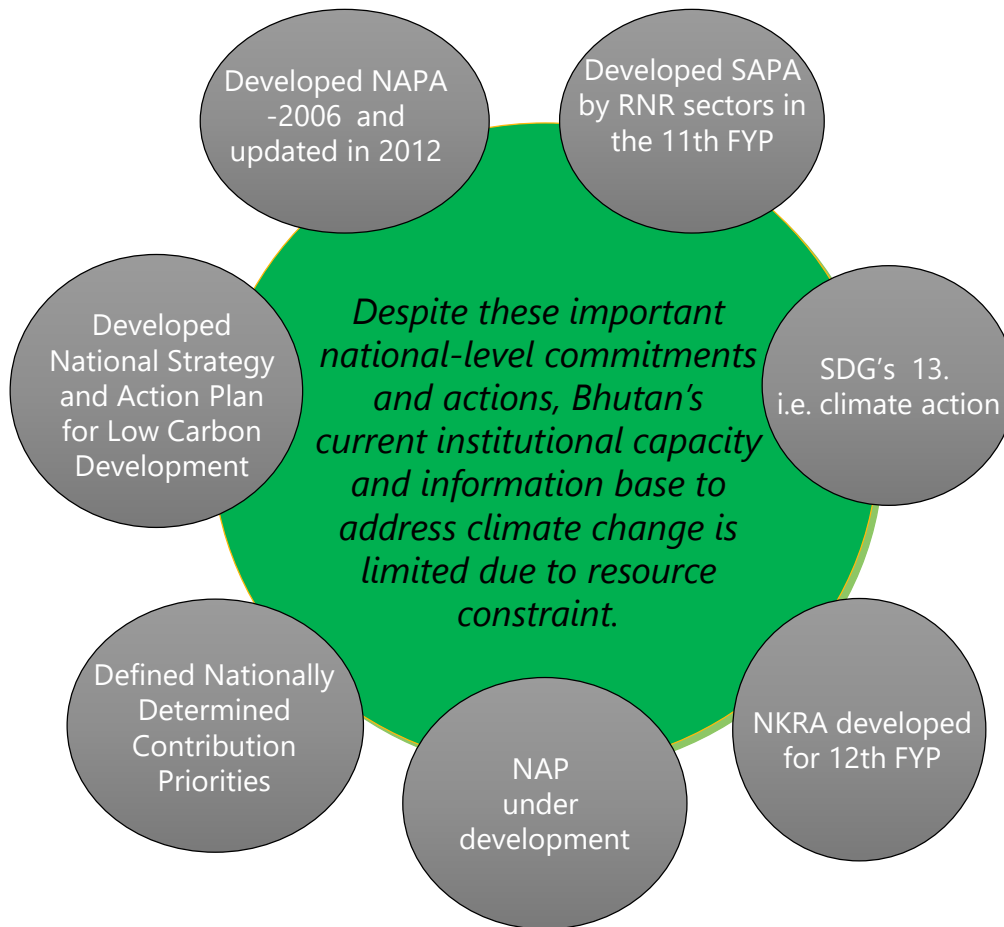 Developed NAPA
-2006 and
updated in 2012
Developed SAPA
by RNR sectors in
the 11th FYP
Developed
National Strategy
and Action Plan
for Low Carbon
Development
Despite these important
national-level commitments
and actions, Bhutan’s
current institutional capacity
and information base to
address climate change is
limited due to resource
constraint.
SDG’s 13.
i.e. climate action
Defined Nationally
Determined
Contribution
Priorities
NAP
under
development
NKRA developed
for 12th FYP